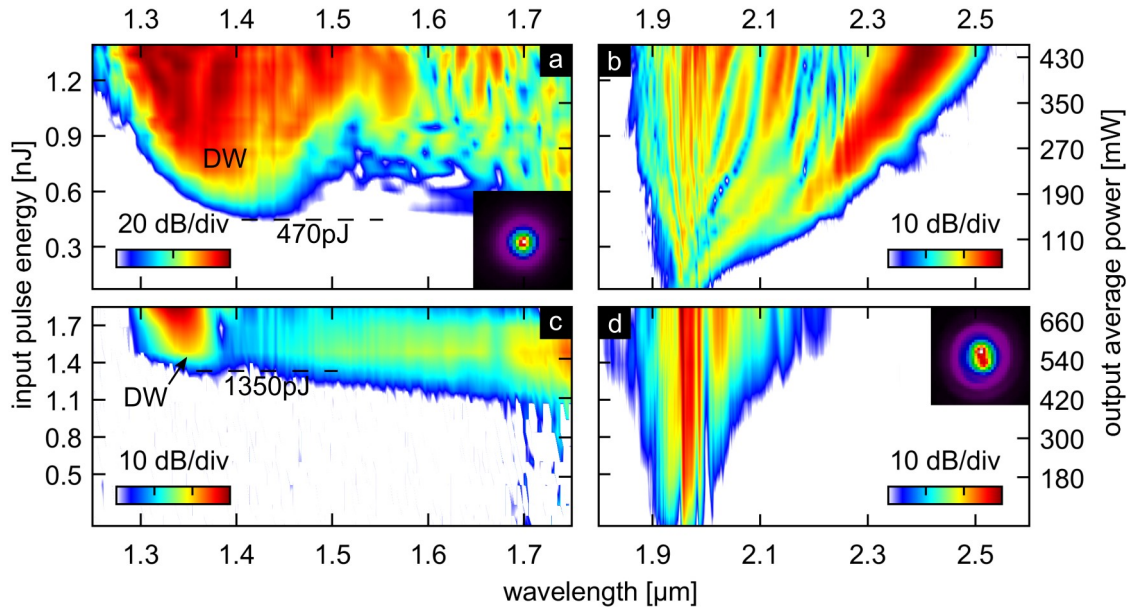 1.3 1.4 1.5 1.6 1.7 1.9 2.1 2.3 2.5
a b
1.2 430
0.9 350
DW 270
0.6 190
20 dB/div 10 dB/div
470pJ
0.3 110
input pulse energy [nJ]
output average power [mW]
c d
1.7 660
1.4 540
DW 1350pJ
1.1 420
0.8 300
10 dB/div 10 dB/div
0.5 180
1.3 1.4 1.5 1.6 1.7 1.9 2.1 2.3 2.5
wavelength [μm]